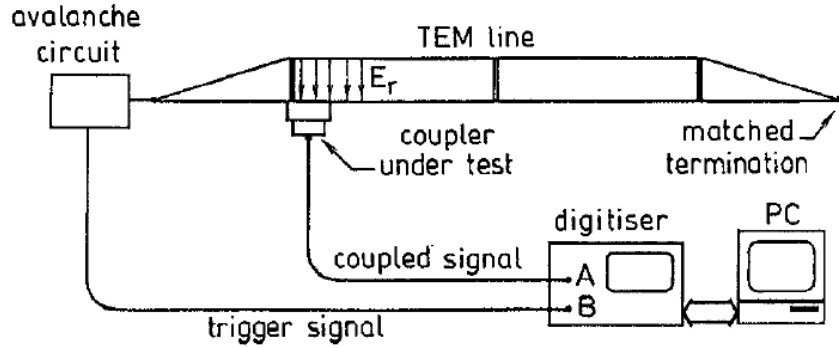 avalanche
circuit
TEM line
Er
coupler
under test
matched
termination
digitiser
PC
coupled signal
A
B
trigger signal